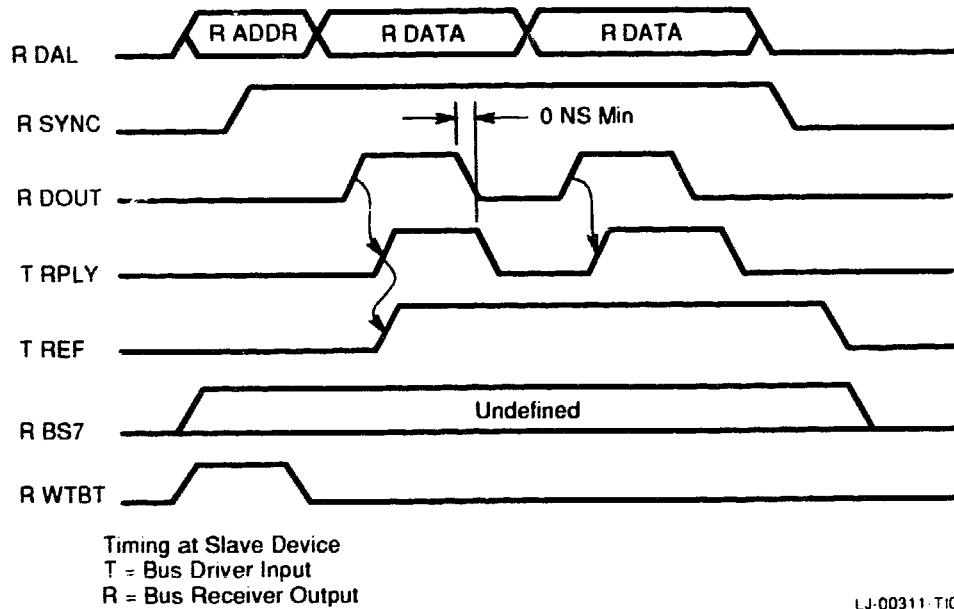 R DAL
R ADDR R DATA R DATA
R SYNC
0 NS Min
R DOUT
T RPLY
T REF
R BS7
Undefined
R WTBT
Timing at Slave Device
T = Bus Driver Input
R = Bus Receiver Output